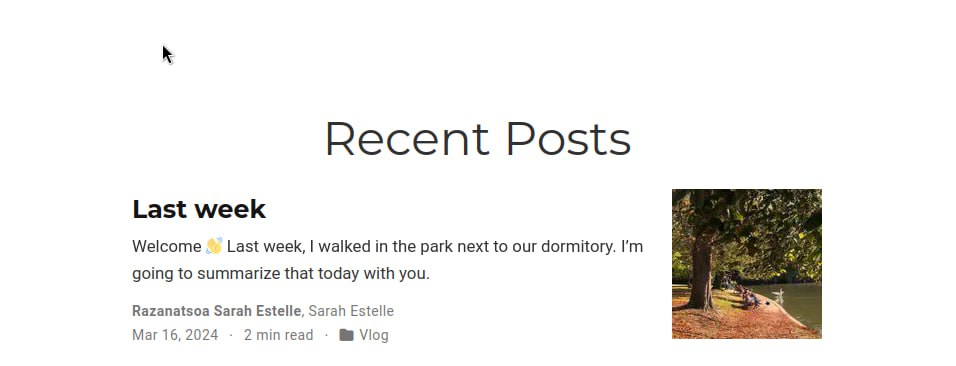 Recent Posts
Last week
Welcome 👋 Last week, I walked in the park next to our dormitory. I’m
going to summarize that today with you.
Razanatsoa Sarah Estelle, Sarah Estelle
Mar 16, 2024 · 2 min read · Vlog